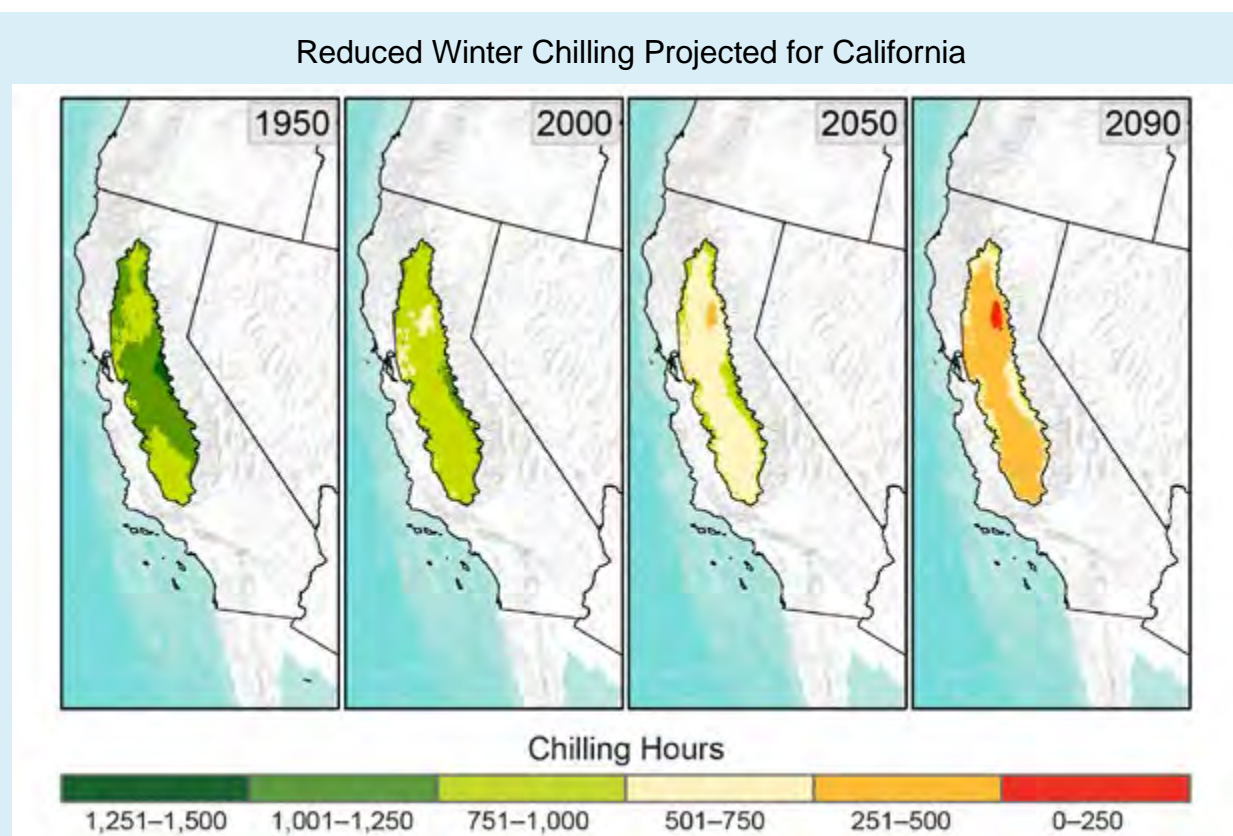 Reduced Winter Chilling Projected for California
1950 2000 2050 2090
Chilling Hours
1,251–1,500 1,001–1,250 751–1,000 501–750 251–500 0–250